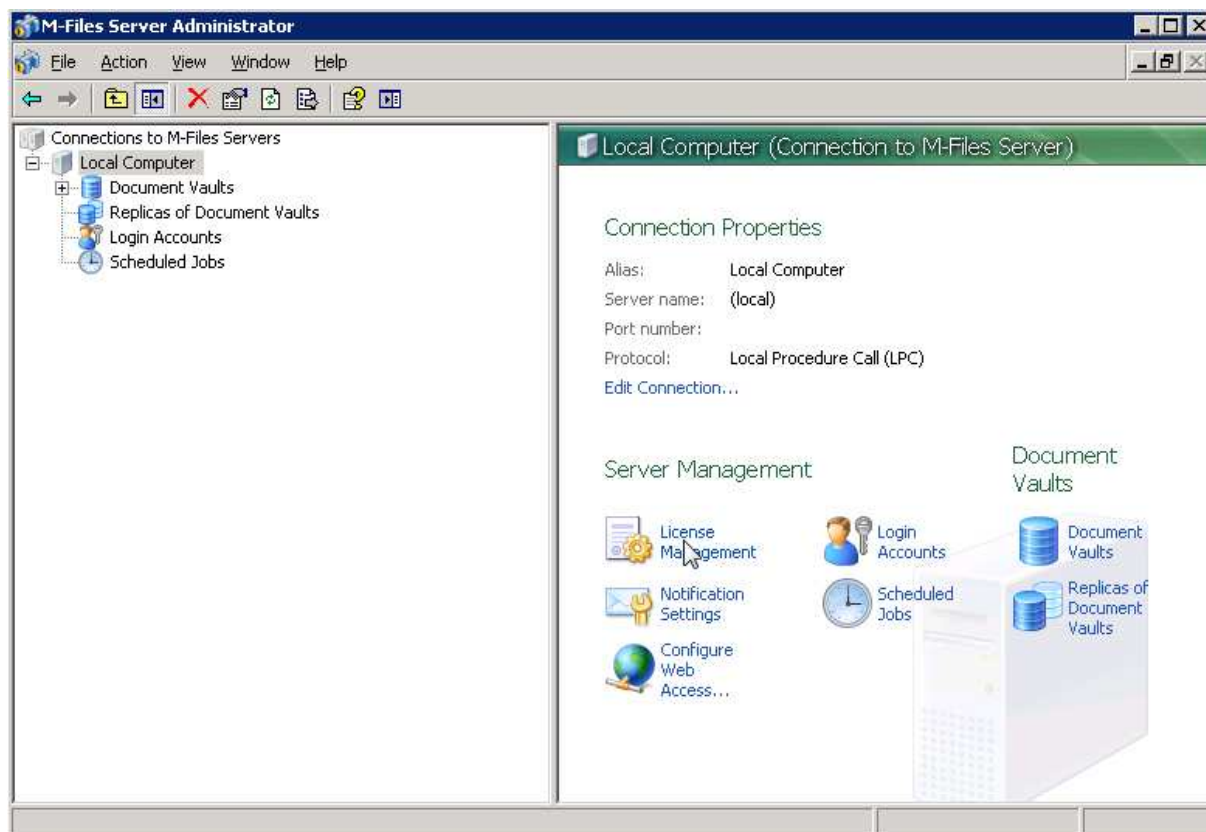 M-Files Server Administrator
File Action View Window Help
Connections to M-Files Servers
Local Computer
Document Vaults
Replicas of Document Vaults
Login Accounts
Scheduled Jobs
Local Computer (Connection to M-Files Server)
Connection Properties
Alias: Local Computer
Server name: (local)
Port number:
Protocol: Local Procedure Call (LPC)
Edit Connection...
Server Management
License
Management
Notification
Settings
Configure
Web
Access...
Login
Accounts
Scheduled
Jobs
Document
Vaults
Document
Vaults
Replicas of
Document
Vaults